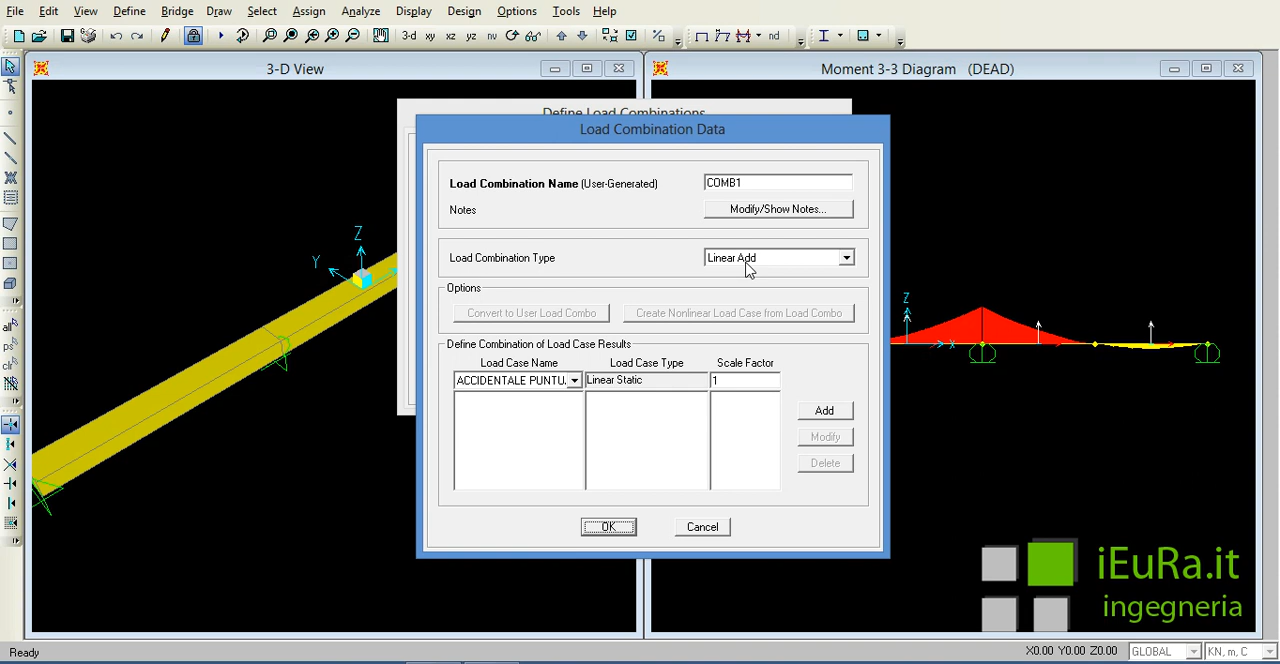 File Edit View Define Bridge Draw Select Assign Analyze Display Design Options Tools Help
3-d xy xz yz nv nd
3-D View
Moment 3-3 Diagram (DEAD)
Define Load Combinations
Load Combination Data
Load Combination Name (User-Generated) COMB1
Notes Modify/Show Notes...
Load Combination Type Linear Add
Options
Convert to User Load Combo Create Nonlinear Load Case from Load Combo
Define Combination of Load Case Results
Load Case Name Load Case Type Scale Factor
ACCIDENTALE PUNTU. Linear Static 1
Add
Modify
Delete
OK Cancel
Z
Y
Z
X
all
ps
clr
iEuRa.it
ingegneria
Ready X0.00 Y0.00 Z0.00 GLOBAL KN, m, C